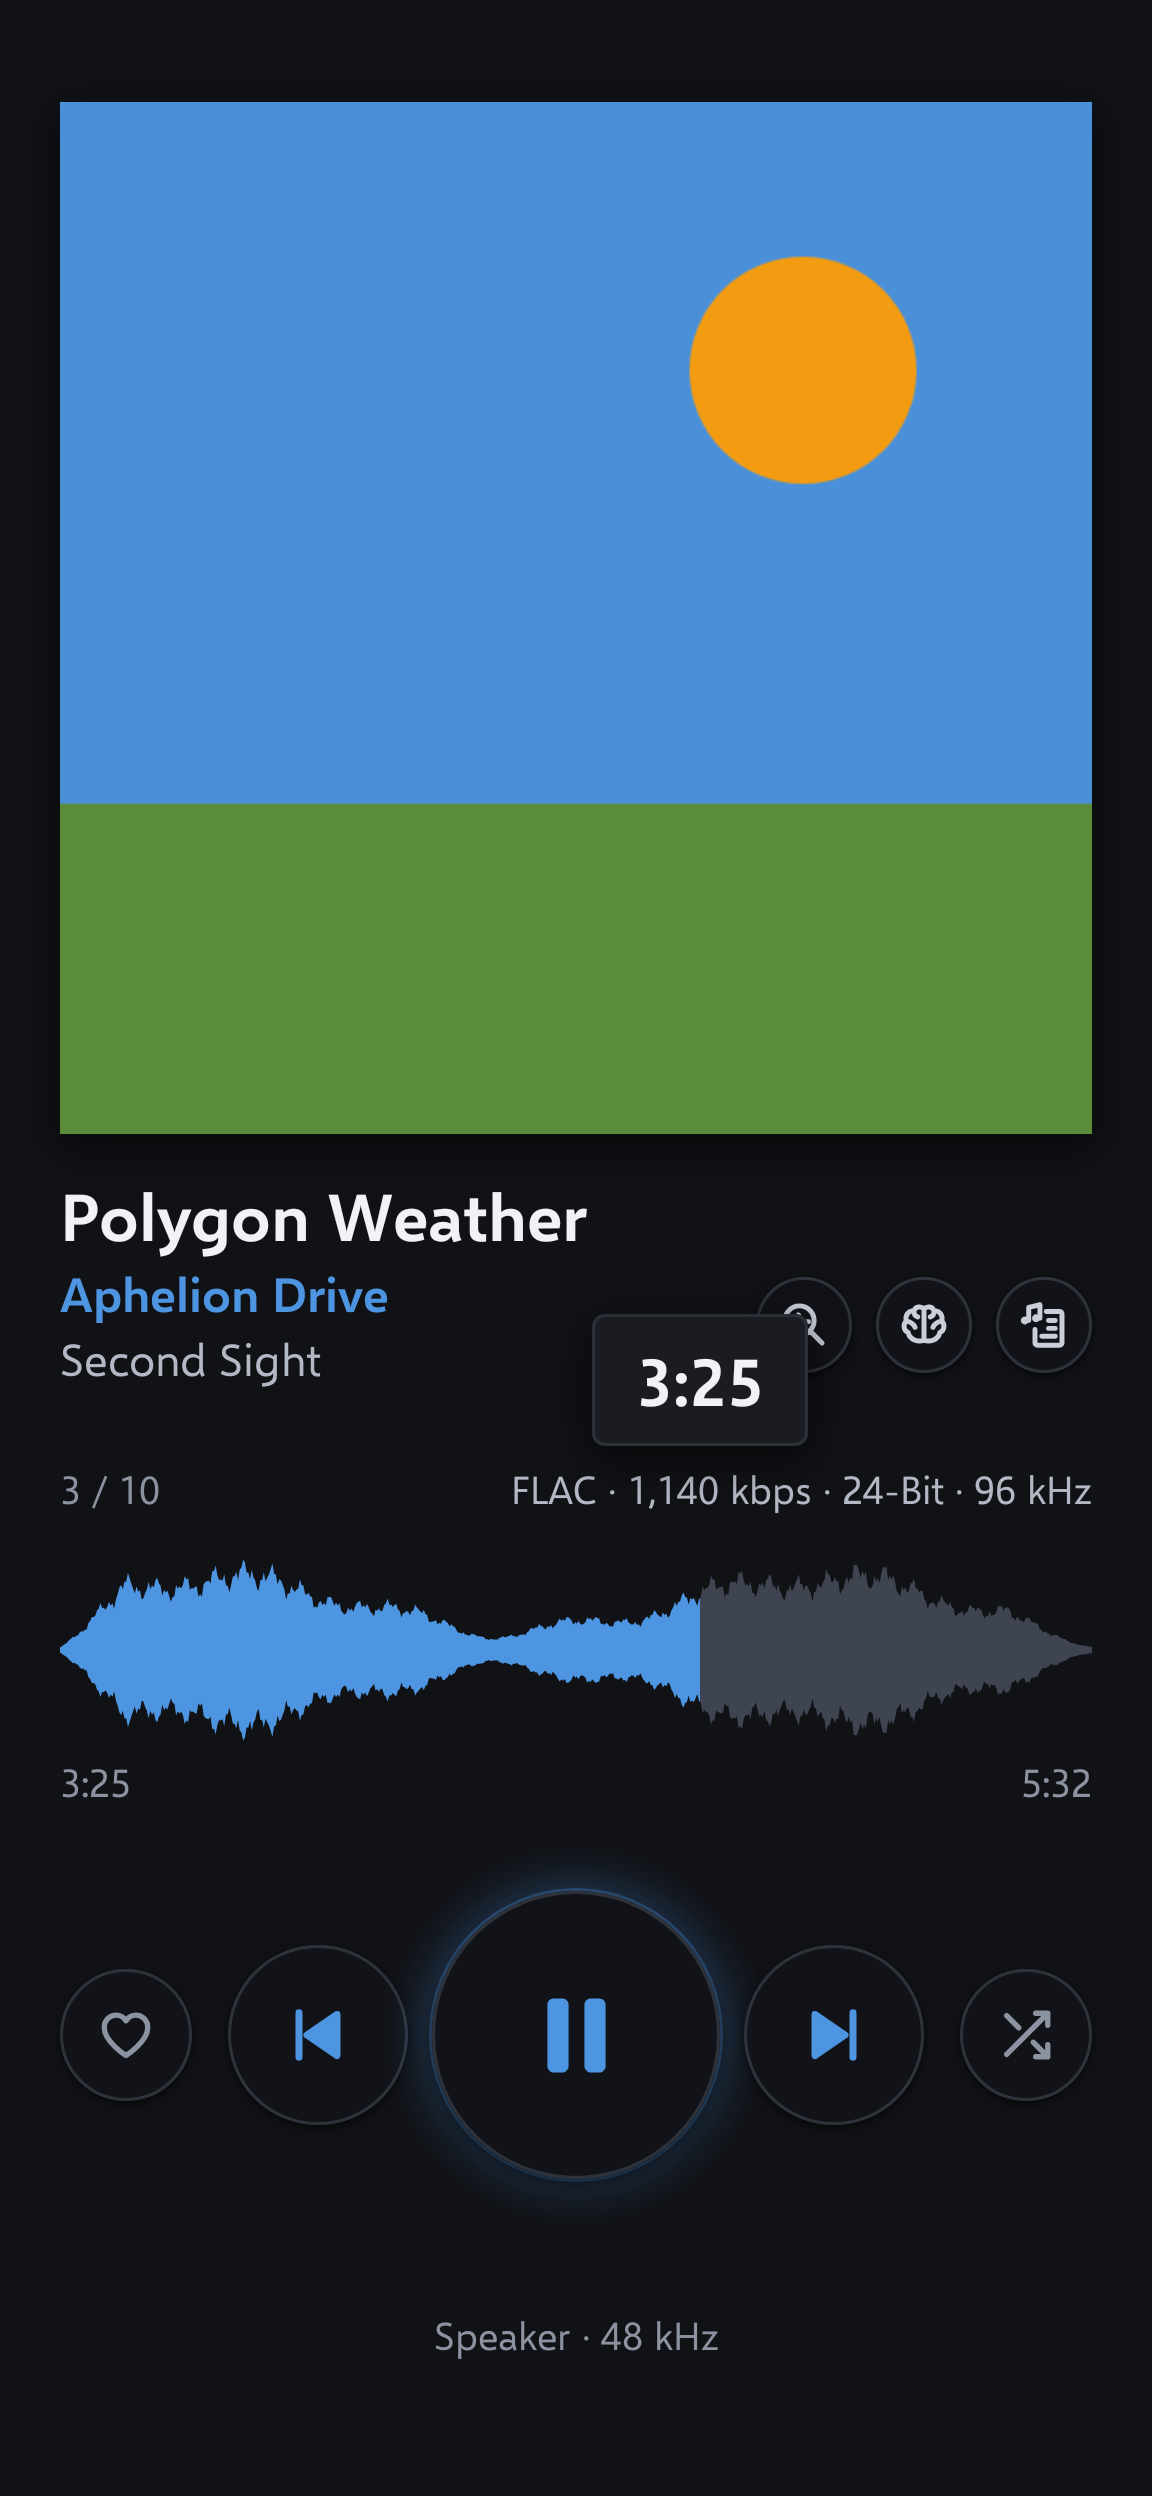 Polygon Weather
Aphelion Drive
Second Sight
3:25
3 / 10
FLAC · 1,140 kbps · 24-Bit · 96 kHz
3:25
5:32
Speaker · 48 kHz